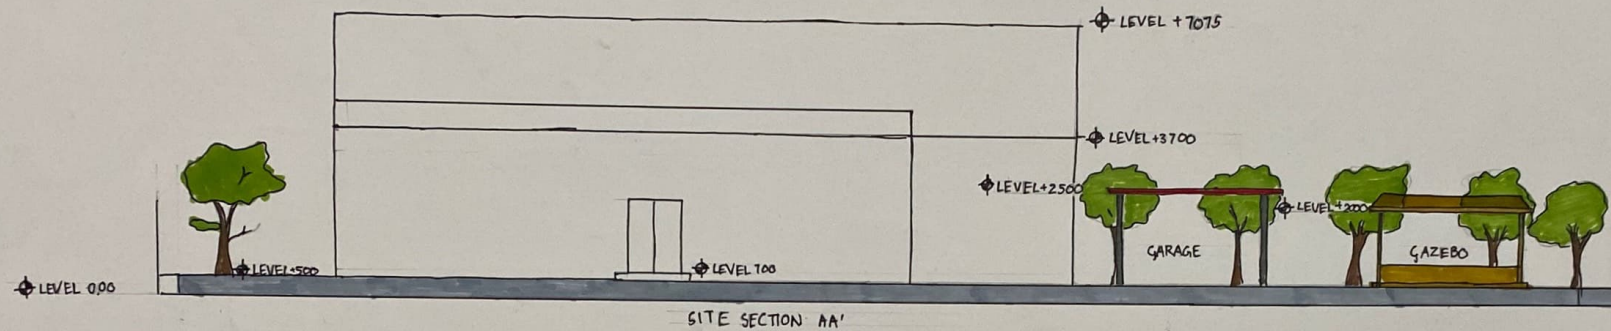 LEVEL +7075
LEVEL +3700
LEVEL+2500
LEVEL+2000
GARAGE
GAZEBO
LEVEL+500
LEVEL 700
LEVEL 0.00
SITE SECTION AA'